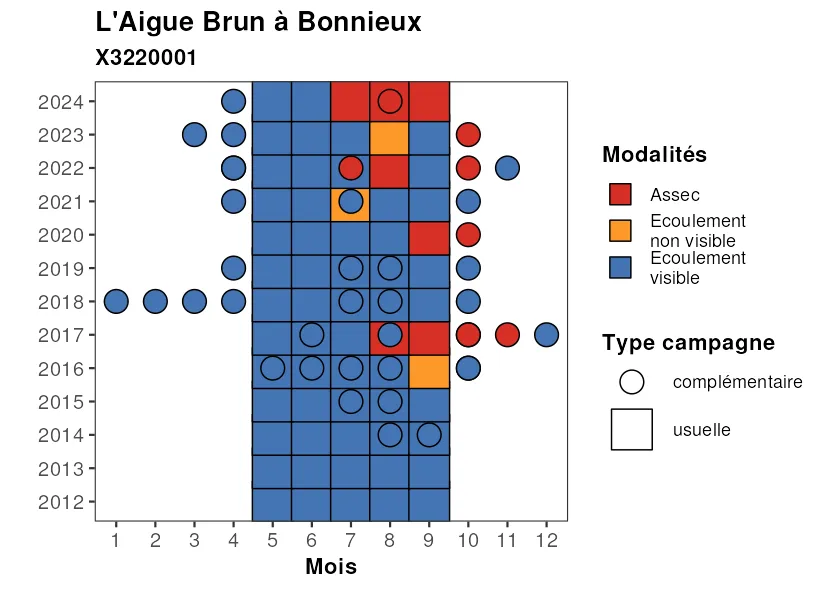 L'Aigue Brun à Bonnieux
X3220001
2024
2023
2022
2021
2020
2019
2018
2017
2016
2015
2014
2013
2012
1 2 3 4 5 6 7 8 9 10 11 12
Mois
Modalités
Assec
Ecoulement
non visible
Ecoulement
visible
Type campagne
complémentaire
usuelle